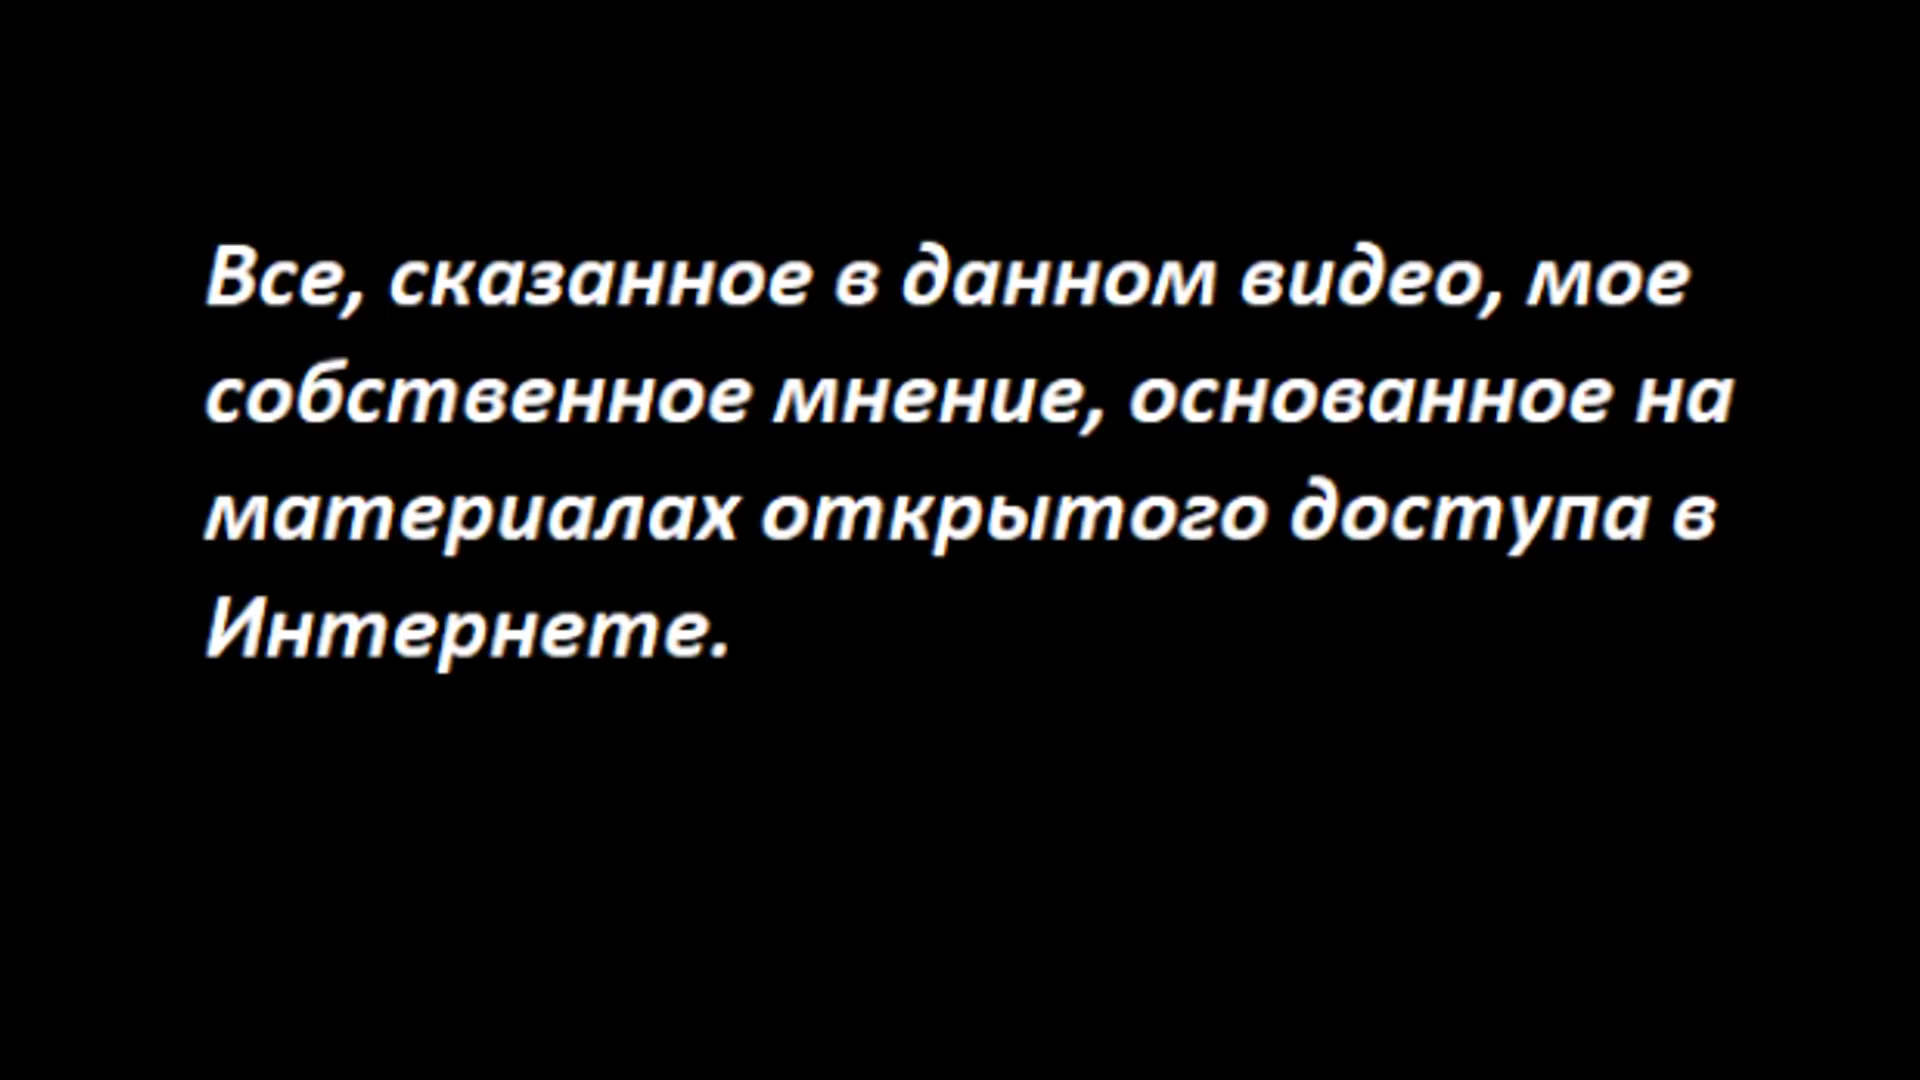 Все, сказанное в данном видео, мое
собственное мнение, основанное на
материалах открытого доступа в
Интернете.